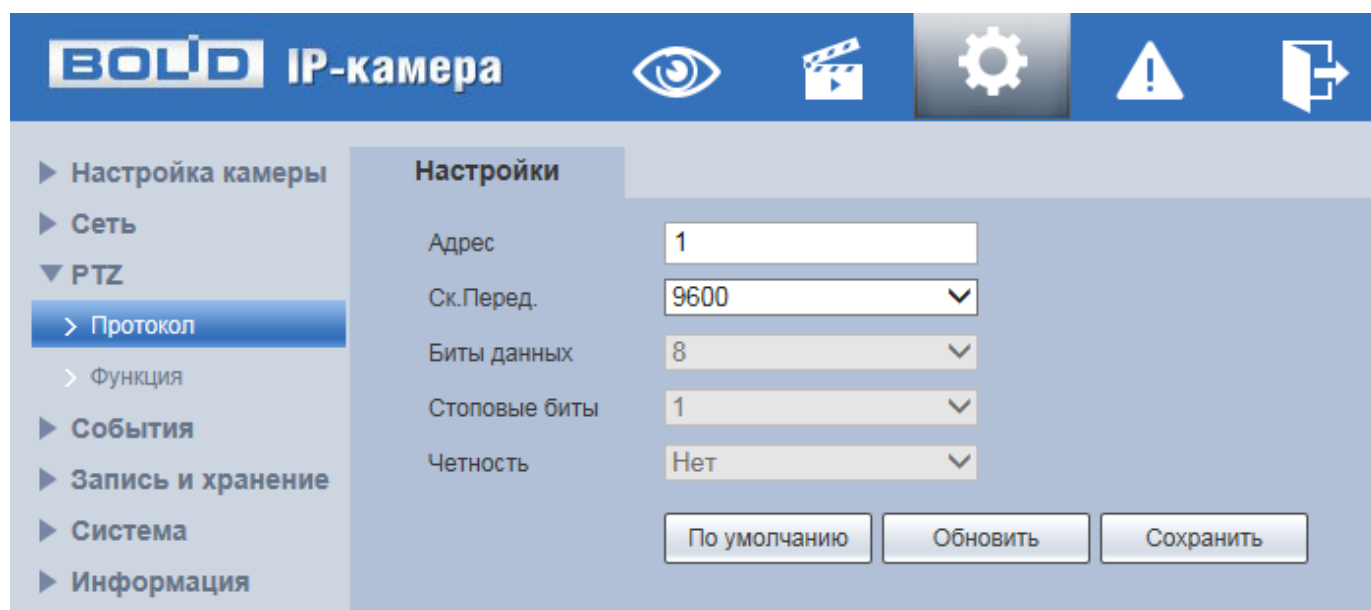 BOLID IP-камера
Настройка камеры
Сеть
PTZ
Протокол
Функция
События
Запись и хранение
Система
Информация
Настройки
Адрес 1
Ск.Перед. 9600
Биты данных 8
Стоповые биты 1
Четность Нет
По умолчанию Обновить Сохранить